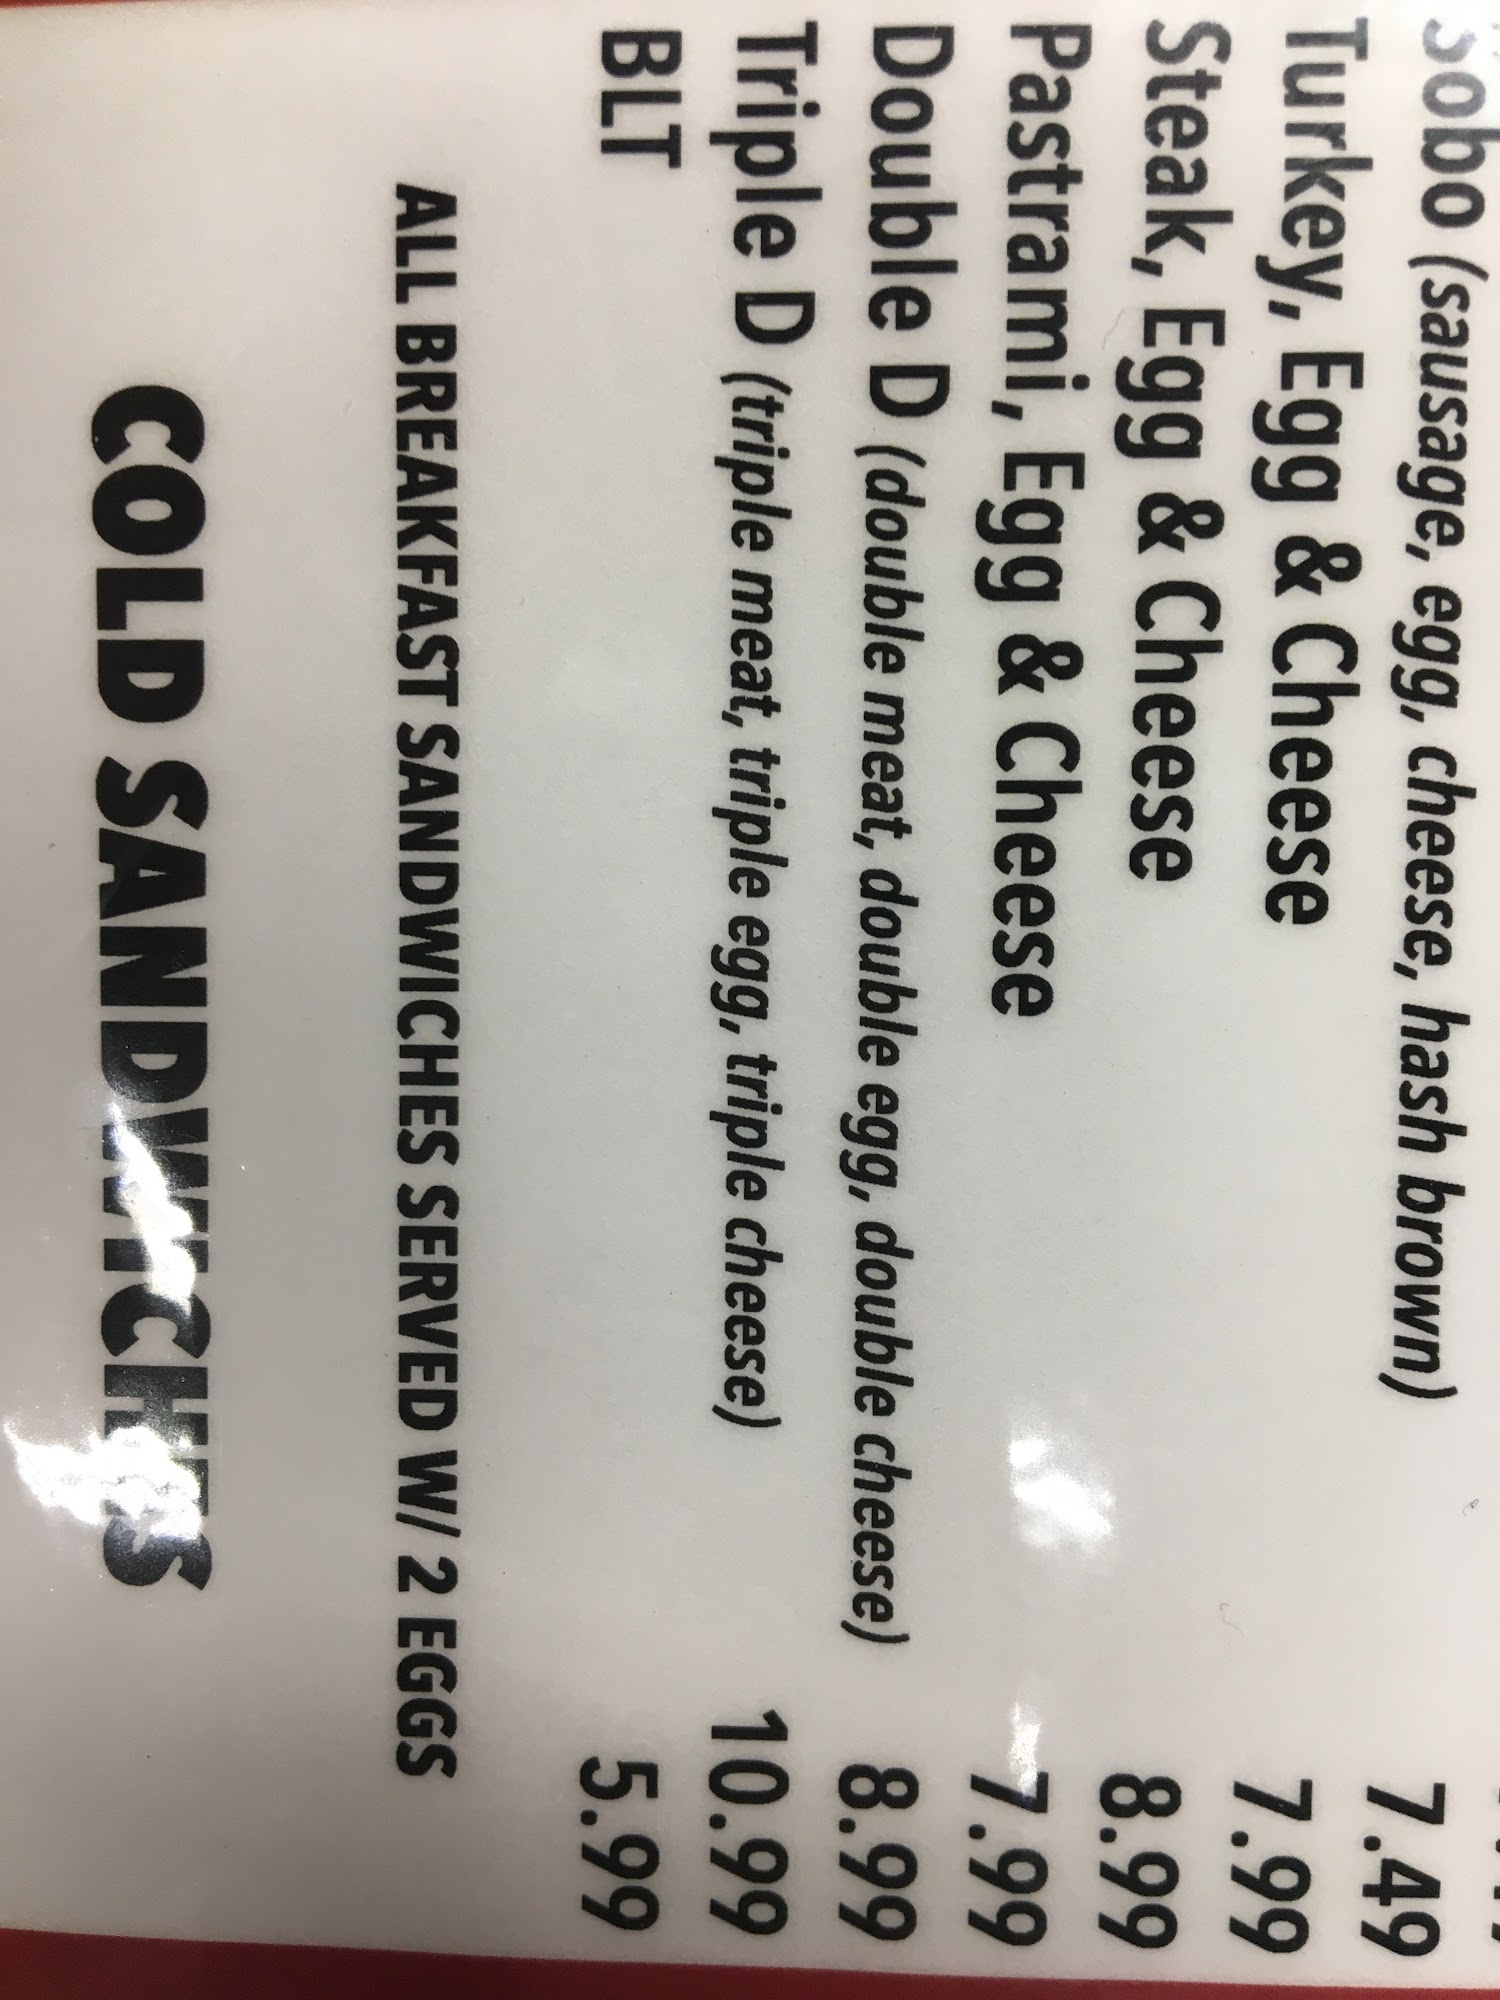 Sobo (sausage, egg, cheese, hash brown) 7.49
Turkey, Egg & Cheese 7.99
Steak, Egg & Cheese 8.99
Pastrami, Egg & Cheese 7.99
Double D (double meat, double egg, double cheese) 8.99
Triple D (triple meat, triple egg, triple cheese) 10.99
BLT 5.99
ALL BREAKFAST SANDWICHES SERVED W/ 2 EGGS
COLD SANDWICHES